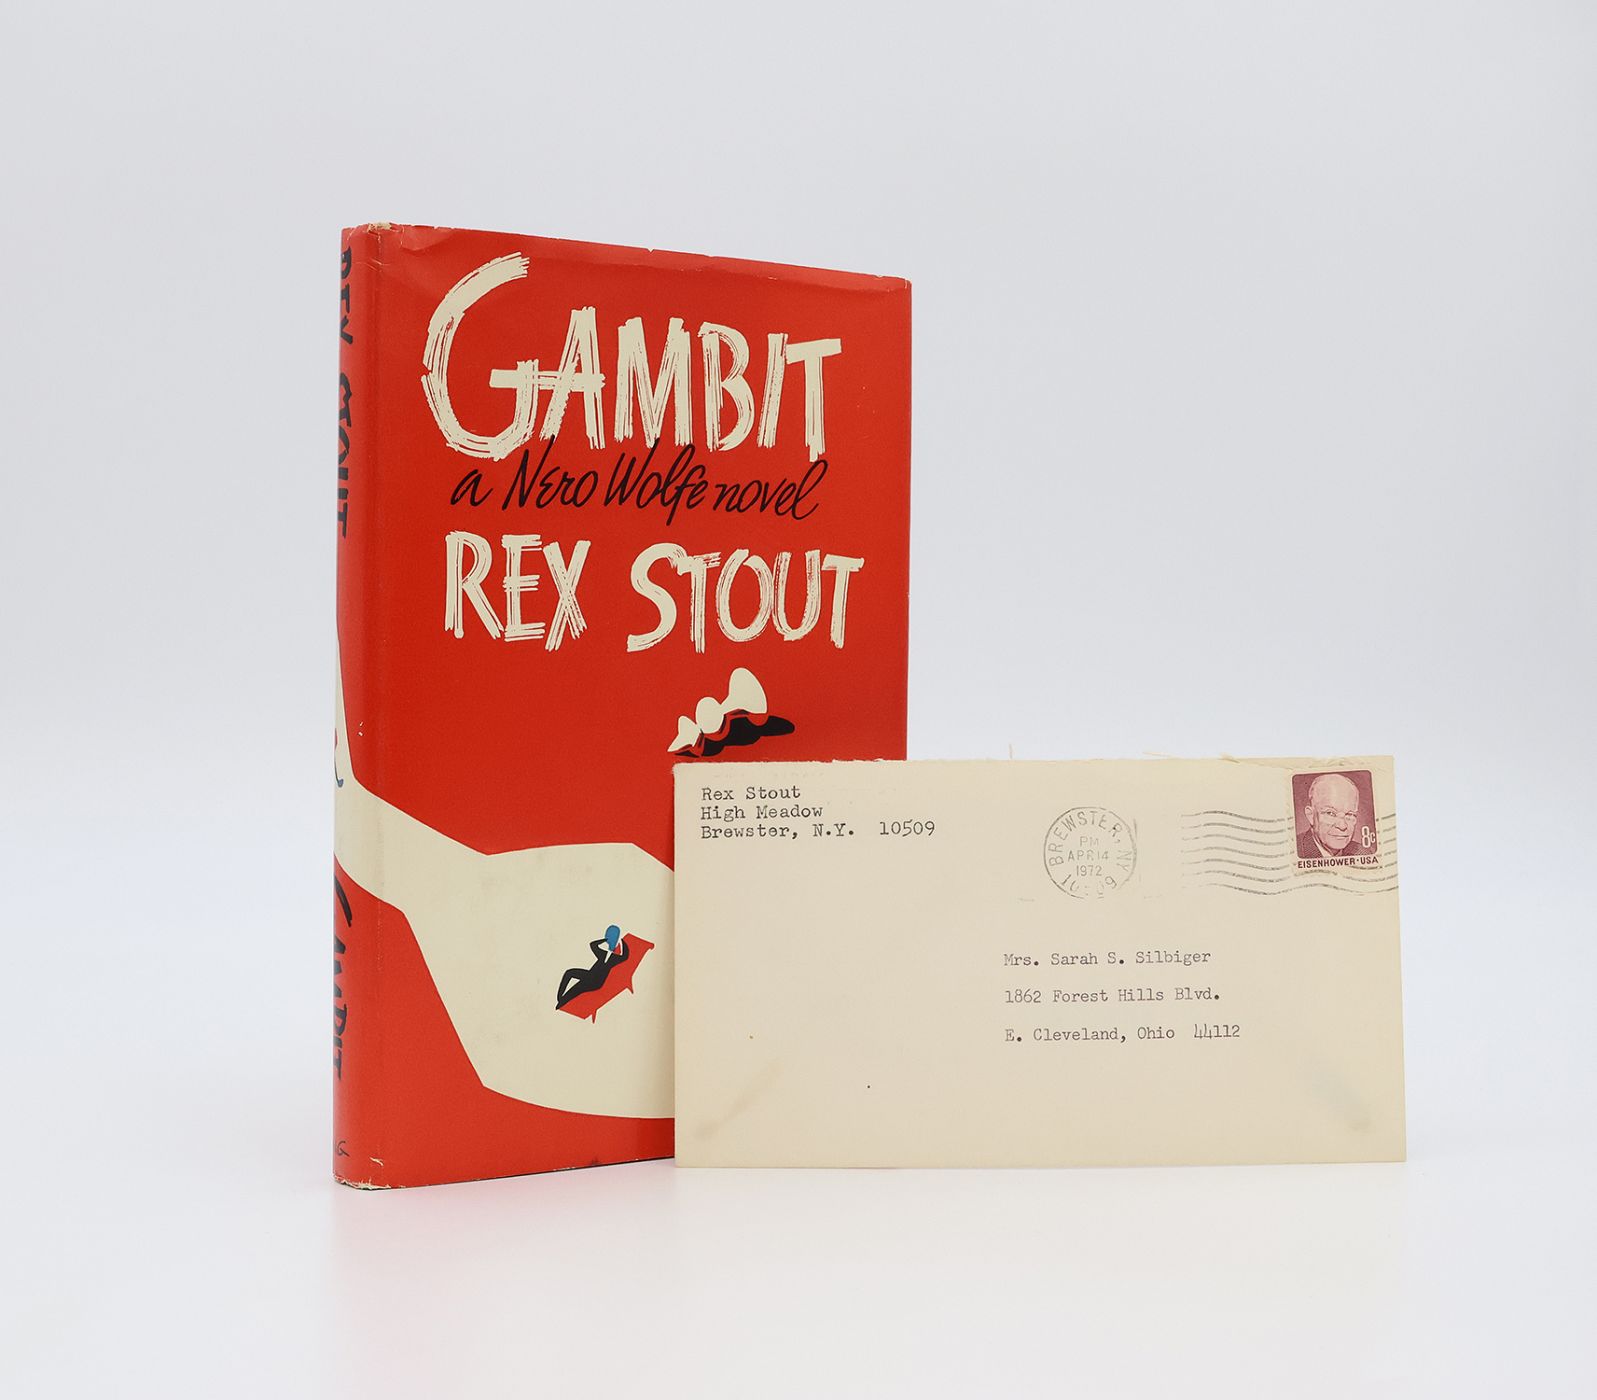 GAMBIT
a Nero Wolfe novel
REX STOUT
REX STOUT
GAMBIT
Rex Stout
High Meadow
Brewster, N.Y. 10509
BREWSTER, NY
PM
APR 14
1972
10509
8c
EISENHOWER·USA
Mrs. Sarah S. Silbiger
1862 Forest Hills Blvd.
E. Cleveland, Ohio 44112